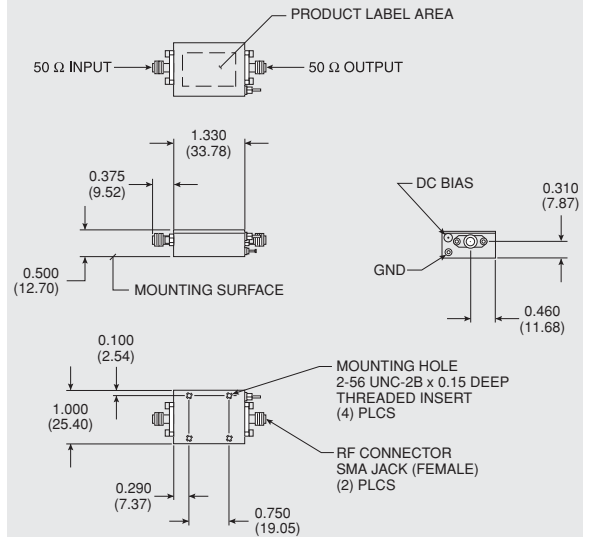 PRODUCT LABEL AREA
50 Ω INPUT
50 Ω OUTPUT
1.330
(33.78)
0.375
(9.52)
0.500
(12.70)
MOUNTING SURFACE
DC BIAS
GND
0.310
(7.87)
0.460
(11.68)
0.100
(2.54)
1.000
(25.40)
0.290
(7.37)
0.750
(19.05)
MOUNTING HOLE
2-56 UNC-2B x 0.15 DEEP
THREADED INSERT
(4) PLCS
RF CONNECTOR
SMA JACK (FEMALE)
(2) PLCS